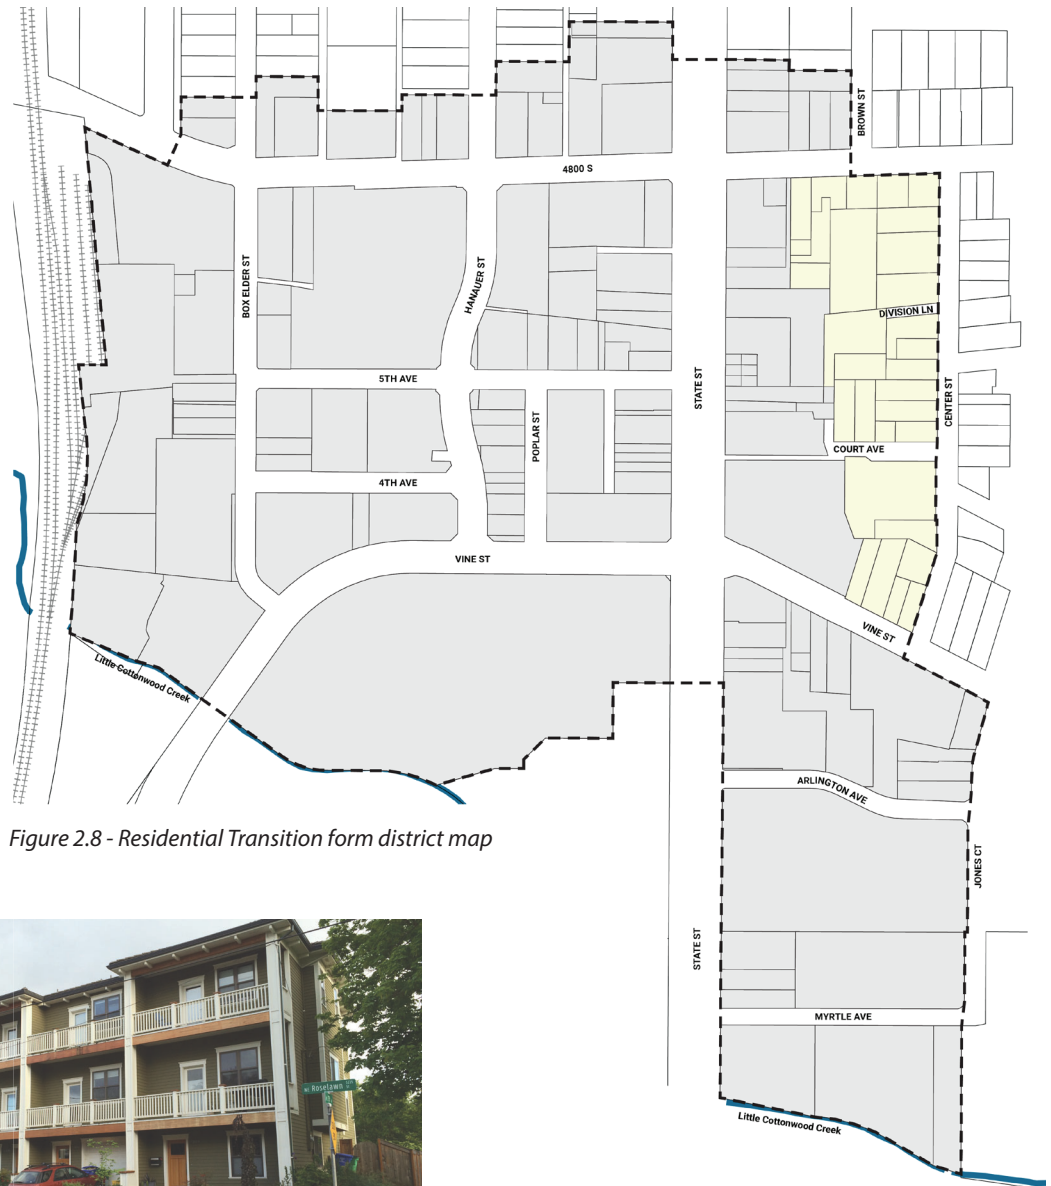 BROWN ST
4800 S
BOX ELDER ST
HANAUER ST
DIVISION LN
5TH AVE
STATE ST
CENTER ST
POPLAR ST
COURT AVE
4TH AVE
VINE ST
VINE ST
Little Cottonwood Creek
ARLINGTON AVE
Figure 2.8 - Residential Transition form district map
JONES CT
STATE ST
MYRTLE AVE
NE Roselawn
Little Cottonwood Creek